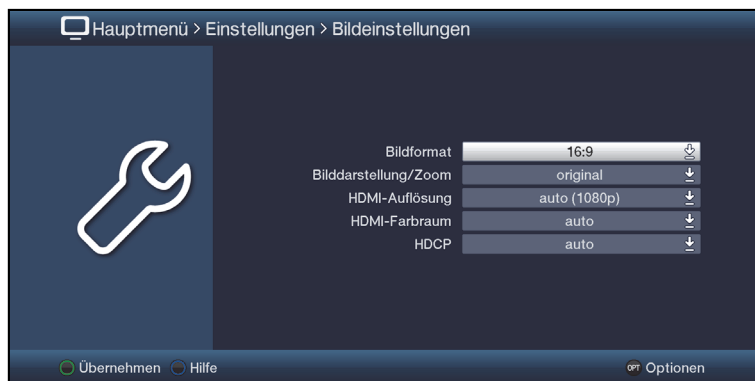 Hauptmenü > Einstellungen > Bildeinstellungen
Bildformat 16:9
Bilddarstellung/Zoom original
HDMI-Auflösung auto (1080p)
HDMI-Farbraum auto
HDCP auto
Übernehmen Hilfe OPT Optionen